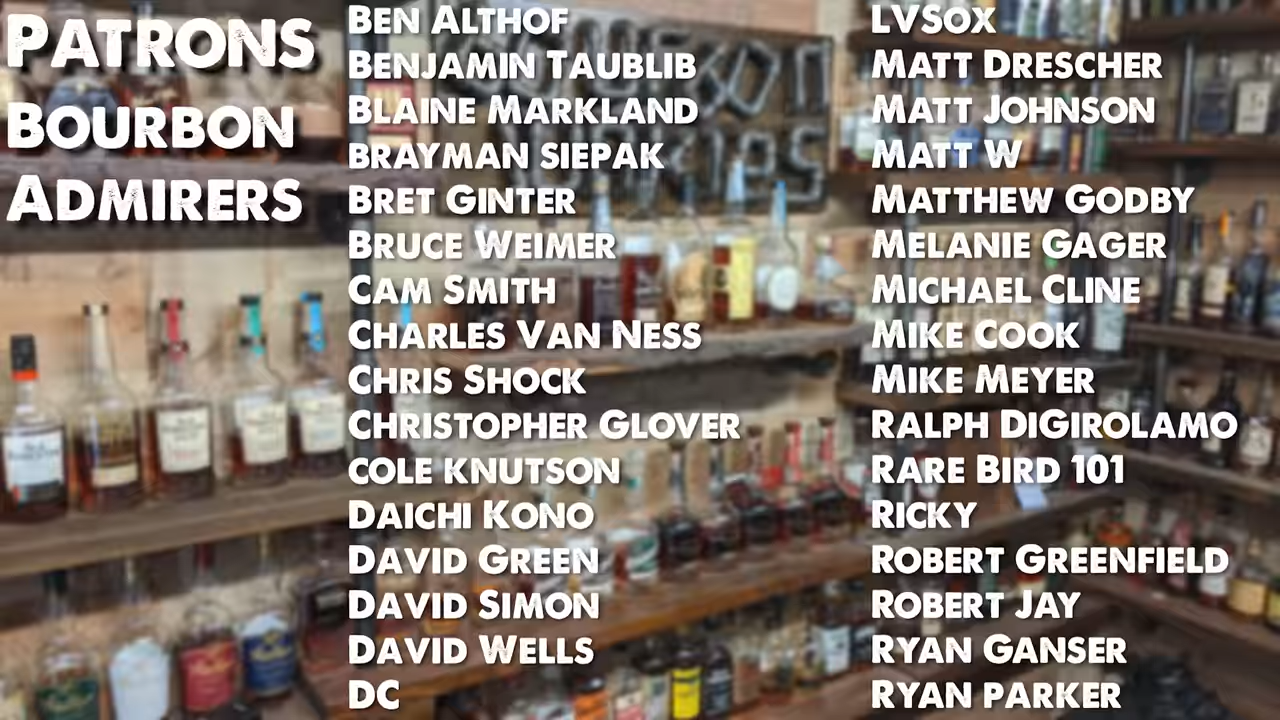 Patrons
Bourbon
Admirers
Ben Althof
Benjamin Taublib
Blaine Markland
brayman siepak
Bret Ginter
Bruce Weimer
Cam Smith
Charles Van Ness
Chris Shock
Christopher Glover
cole knutson
Daichi Kono
David Green
David Simon
David Wells
DC
LVSox
Matt Drescher
Matt Johnson
Matt W
Matthew Godby
Melanie Gager
Michael Cline
Mike Cook
Mike Meyer
Ralph DiGirolamo
Rare Bird 101
Ricky
Robert Greenfield
Robert Jay
Ryan Ganser
Ryan parker